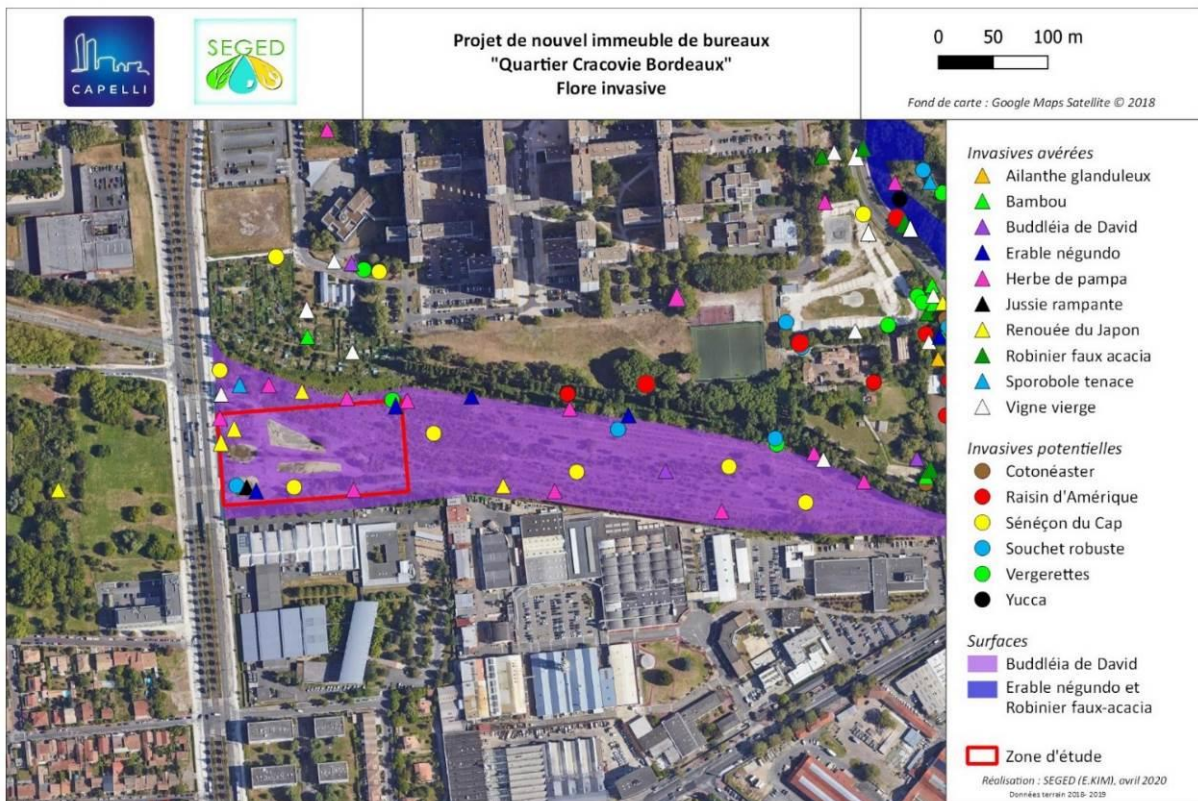 CAPELLI
SEGED
Projet de nouvel immeuble de bureaux
"Quartier Cracovie Bordeaux"
Flore invasive
0 50 100 m
Fond de carte : Google Maps Satellite © 2018
Invasives avérées
Ailanthe glanduleux
Bambou
Buddléia de David
Erable négundo
Herbe de pampa
Jussie rampante
Renouée du Japon
Robinier faux acacia
Sporobole tenace
Vigne vierge
Invasives potentielles
Cotonéaster
Raisin d'Amérique
Sénéçon du Cap
Souchet robuste
Vergerettes
Yucca
Surfaces
Buddléia de David
Erable négundo et
Robinier faux-acacia
Zone d'étude
Réalisation : SEGED (E.KIM), avril 2020
Données terrain 2018- 2019